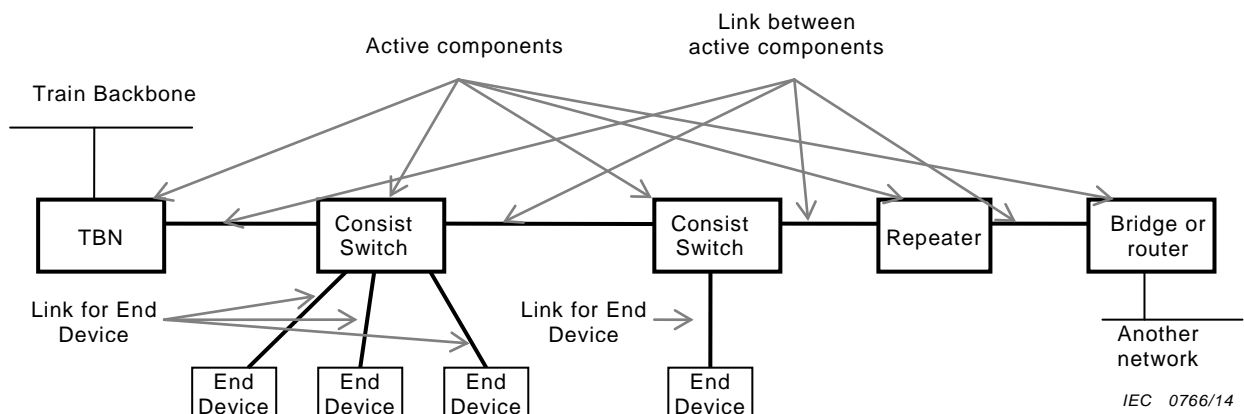 Active components
Link between
active components
Train Backbone
TBN
Consist
Switch
Consist
Switch
Repeater
Bridge or
router
Link for End
Device
Link for End
Device
Another
network
End
Device
End
Device
End
Device
End
Device
IEC 0766/14